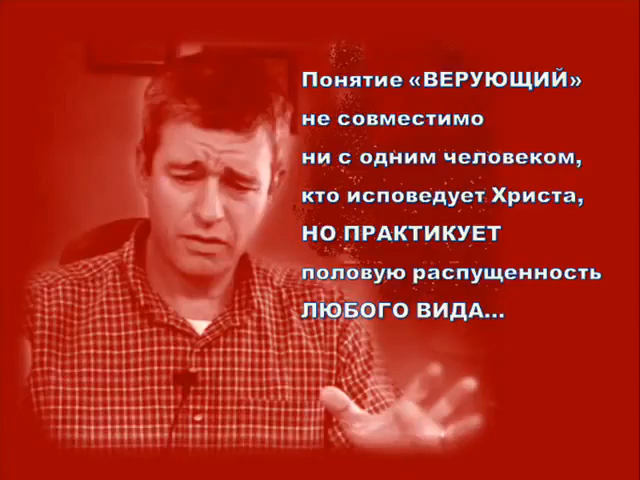 Понятие «ВЕРУЮЩИЙ»
не совместимо
ни с одним человеком,
кто исповедует Христа,
НО ПРАКТИКУЕТ
половую распущенность
ЛЮБОГО ВИДА...